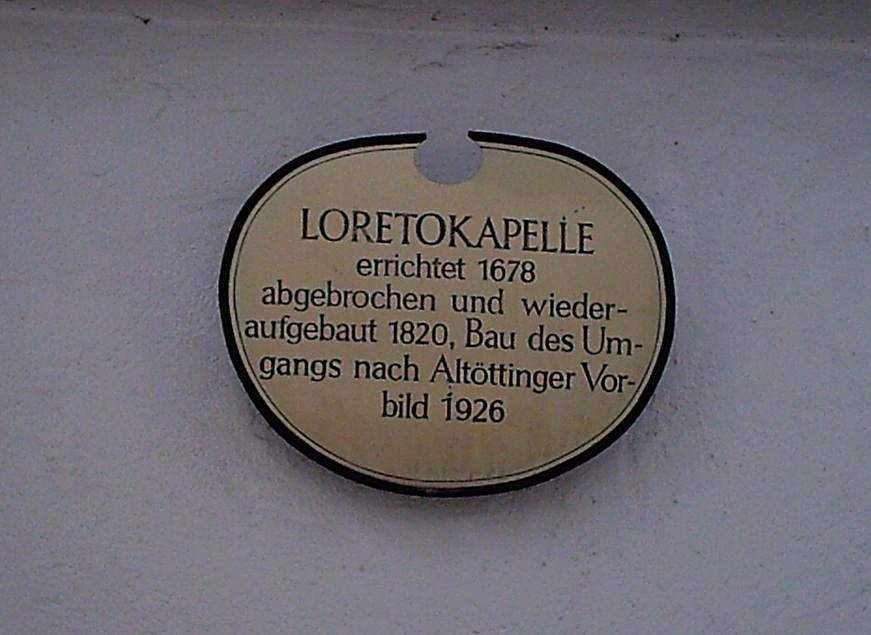 LORETOKAPELLE
errichtet 1678
abgebrochen und wieder-
aufgebaut 1820, Bau des Um-
gangs nach Altöttinger Vor-
bild 1926